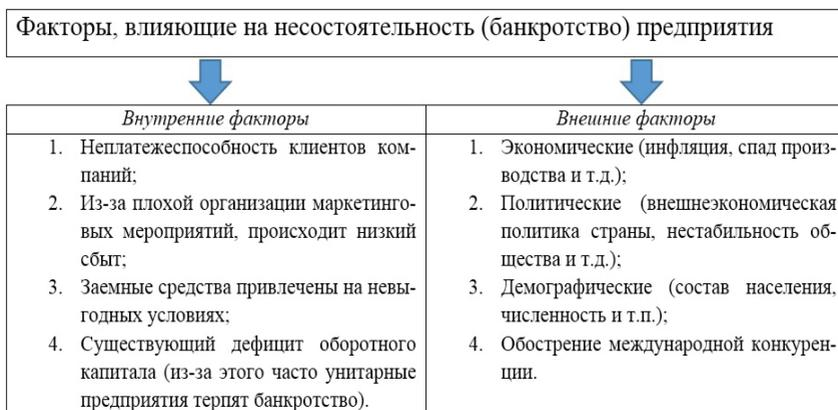 Факторы, влияющие на несостоятельность (банкротство) предприятия
Внутренние факторы
1. Неплатежеспособность клиентов ком-
паний;
2. Из-за плохой организации маркетинго-
вых мероприятий, происходит низкий
сбыт;
3. Заемные средства привлечены на невы-
годных условиях;
4. Существующий дефицит оборотного
капитала (из-за этого часто унитарные
предприятия терпят банкротство).
Внешние факторы
1. Экономические (инфляция, спад произ-
водства и т.д.);
2. Политические (внешнеэкономическая
политика страны, нестабильность об-
щества и т.д.);
3. Демографические (состав населения,
численность и т.п.);
4. Обострение международной конкурен-
ции.